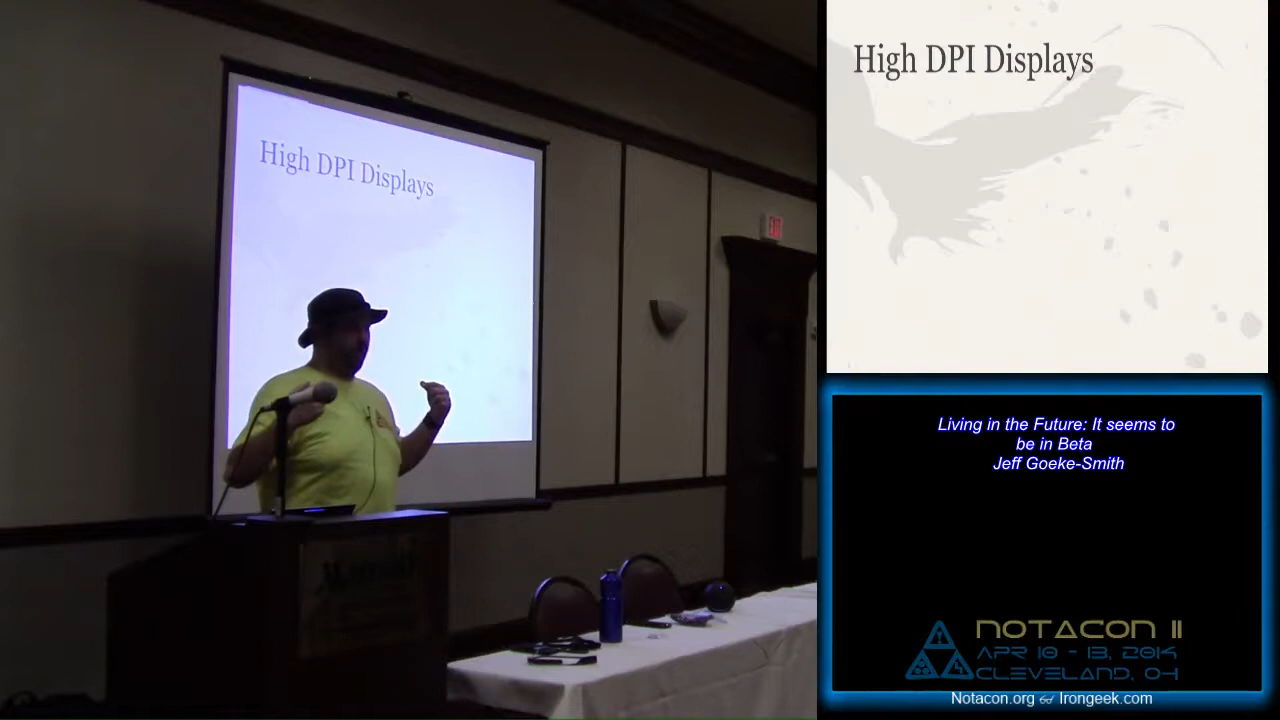 High DPI Displays
EXIT
High DPI Displays
Living in the Future: It seems to
be in Beta
Jeff Goeke-Smith
NOTACON 11
APR 10 - 13, 2014
CLEVELAND, OH
Notacon.org Irongeek.com